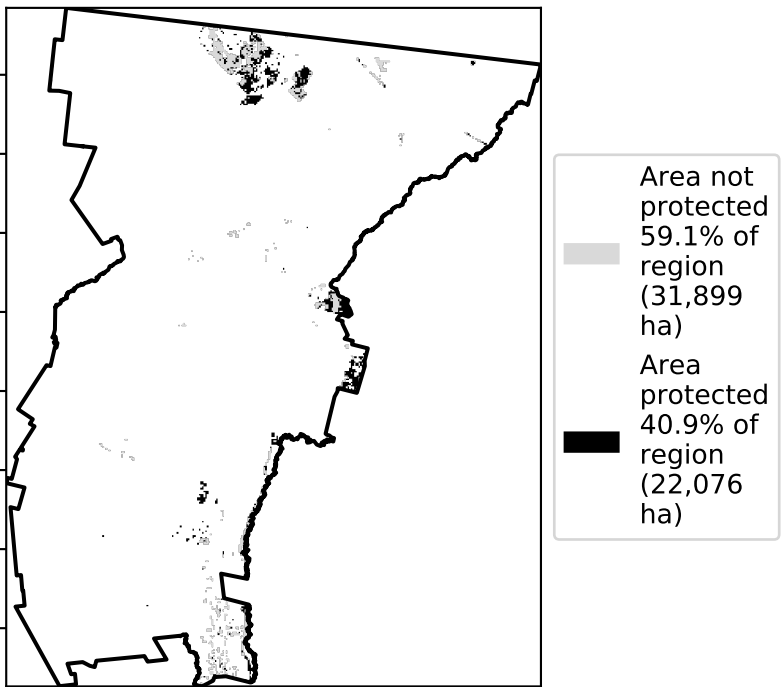 Area not
protected
59.1% of
region
(31,899
ha)
Area
protected
40.9% of
region
(22,076
ha)